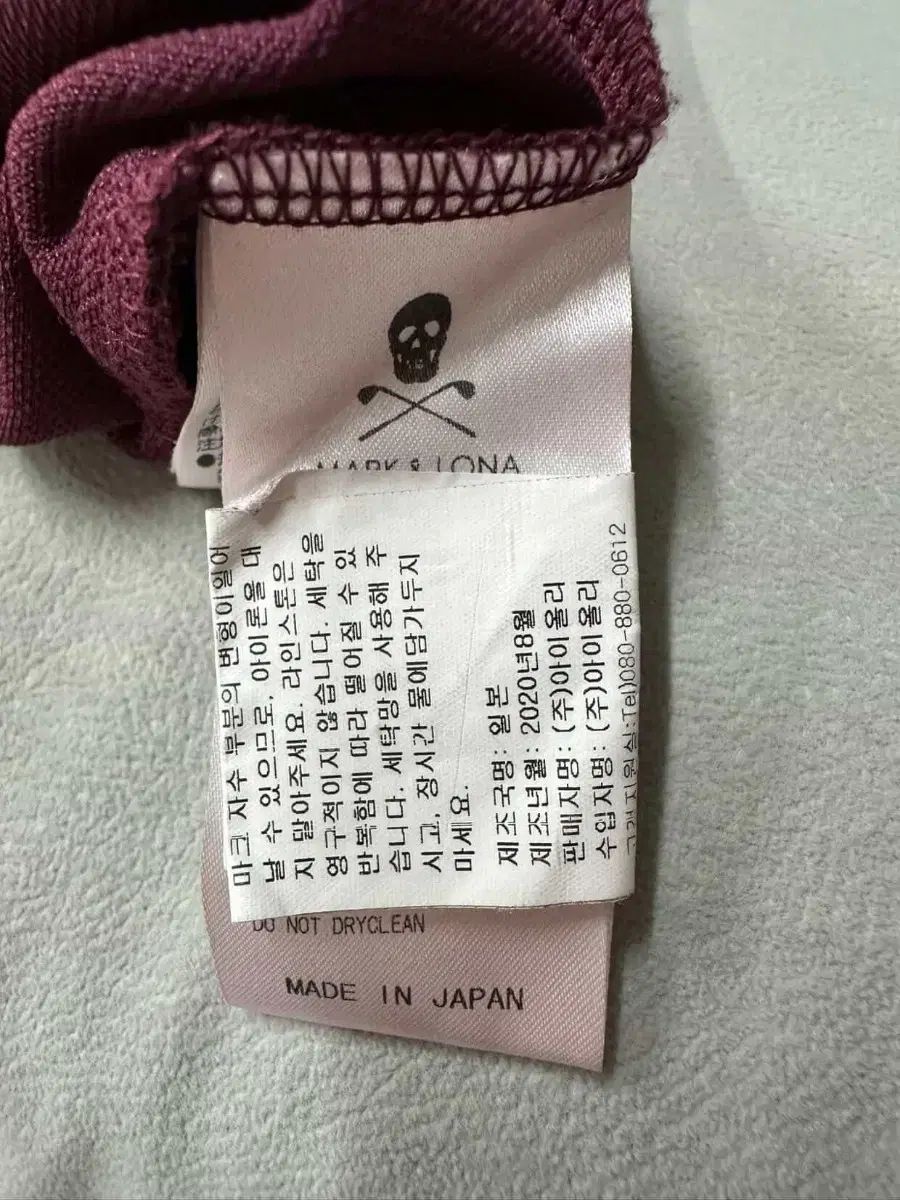 MARK & LONA
마크 자수 부분의 변형이일어
날 수 있으므로, 아이론을 대
지 말아주세요. 라인스톤은
영구적이지 않습니다. 세탁을
반복함에 따라 떨어질 수 있
습니다. 세탁망을 사용해 주
시고, 장시간 물에담가두지
마세요.
제조국명: 일본
제조년월: 2020년8월
판매자명: (주)아이올리
수입자명: (주)아이올리
고객지원실:Tel)080-880-0612
DO NOT DRYCLEAN
MADE IN JAPAN